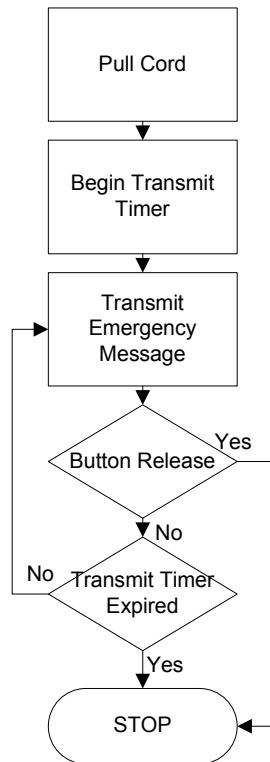 Pull Cord
Begin Transmit
Timer
Transmit
Emergency
Message
Button Release
Yes
No
Transmit Timer
Expired
No
Yes
STOP